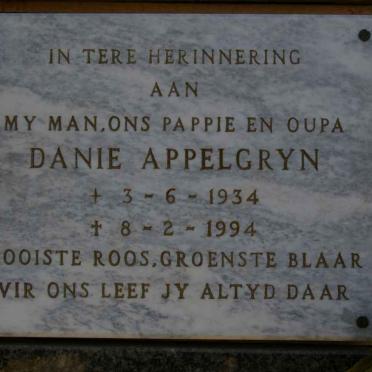 IN TERE HERINNERING
AAN
MY MAN, ONS PAPPIE EN OUPA
DANIE APPELGRYN
+ 3 - 6 - 1934
✝ 8 - 2 - 1994
OOISTE ROOS, GROENSTE BLAAR
VIR ONS LEEF JY ALTYD DAAR